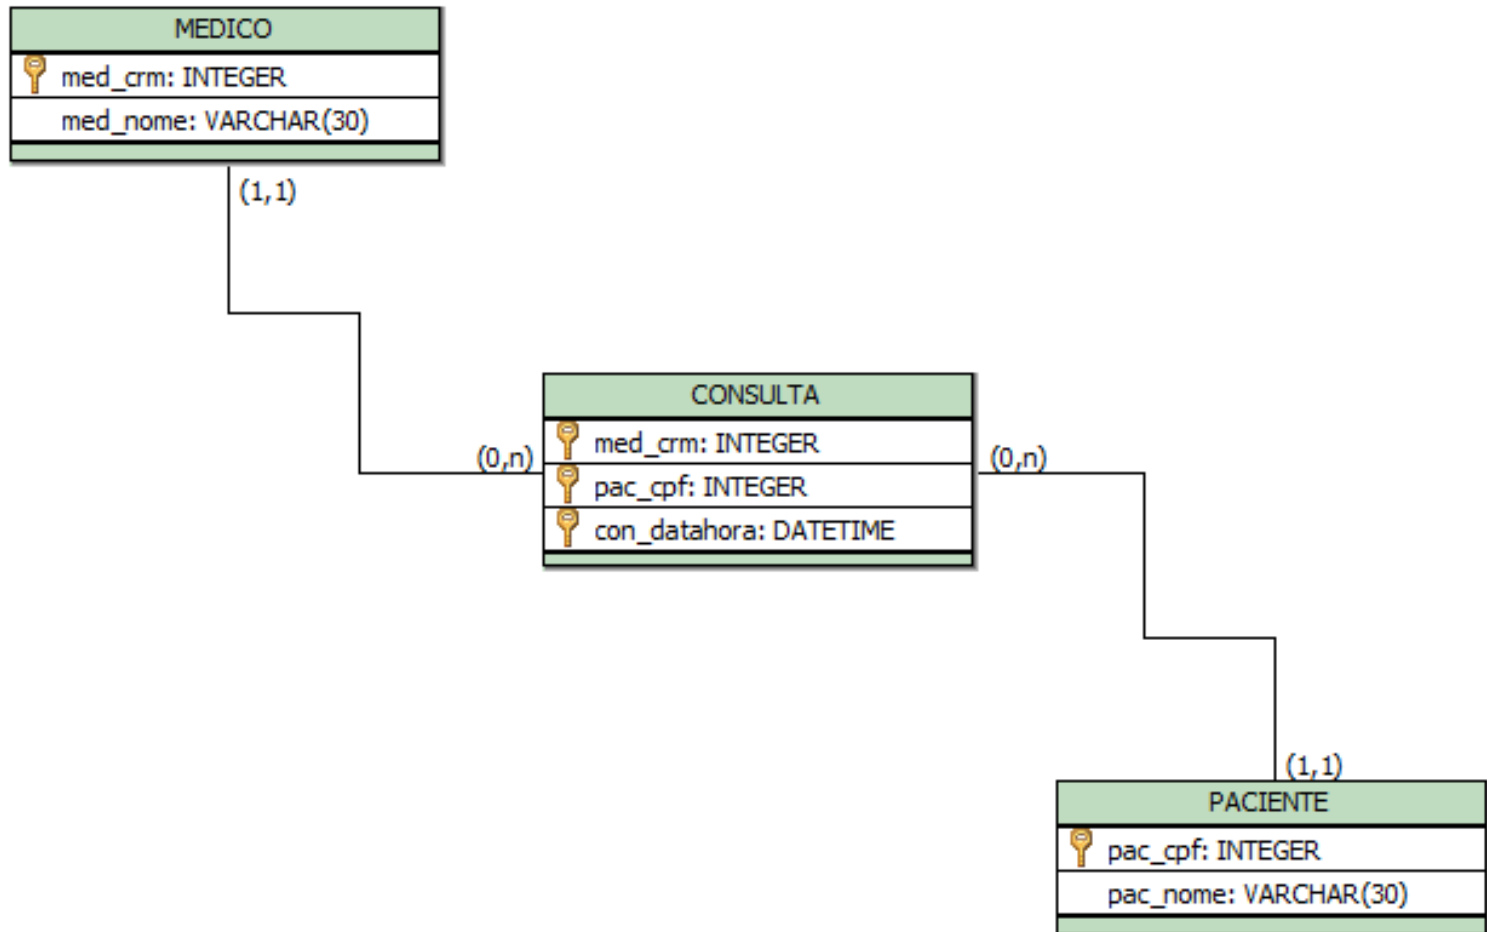 MEDICO
med_crm: INTEGER
med_nome: VARCHAR(30)
(1,1)
CONSULTA
(0,n)
med_crm: INTEGER
(0,n)
pac_cpf: INTEGER
con_datahora: DATETIME
(1,1)
PACIENTE
pac_cpf: INTEGER
pac_nome: VARCHAR(30)